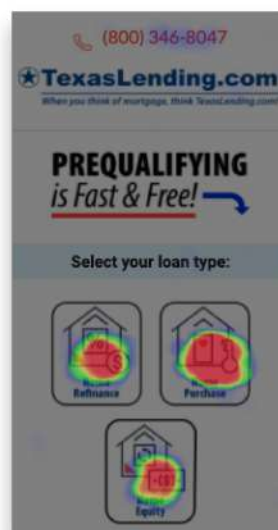 (800) 346-8047
TexasLending.com
When you think of mortgage, think TexasLending.com!
PREQUALIFYING
is Fast & Free!
Select your loan type:
Refinance
Purchase
Equity